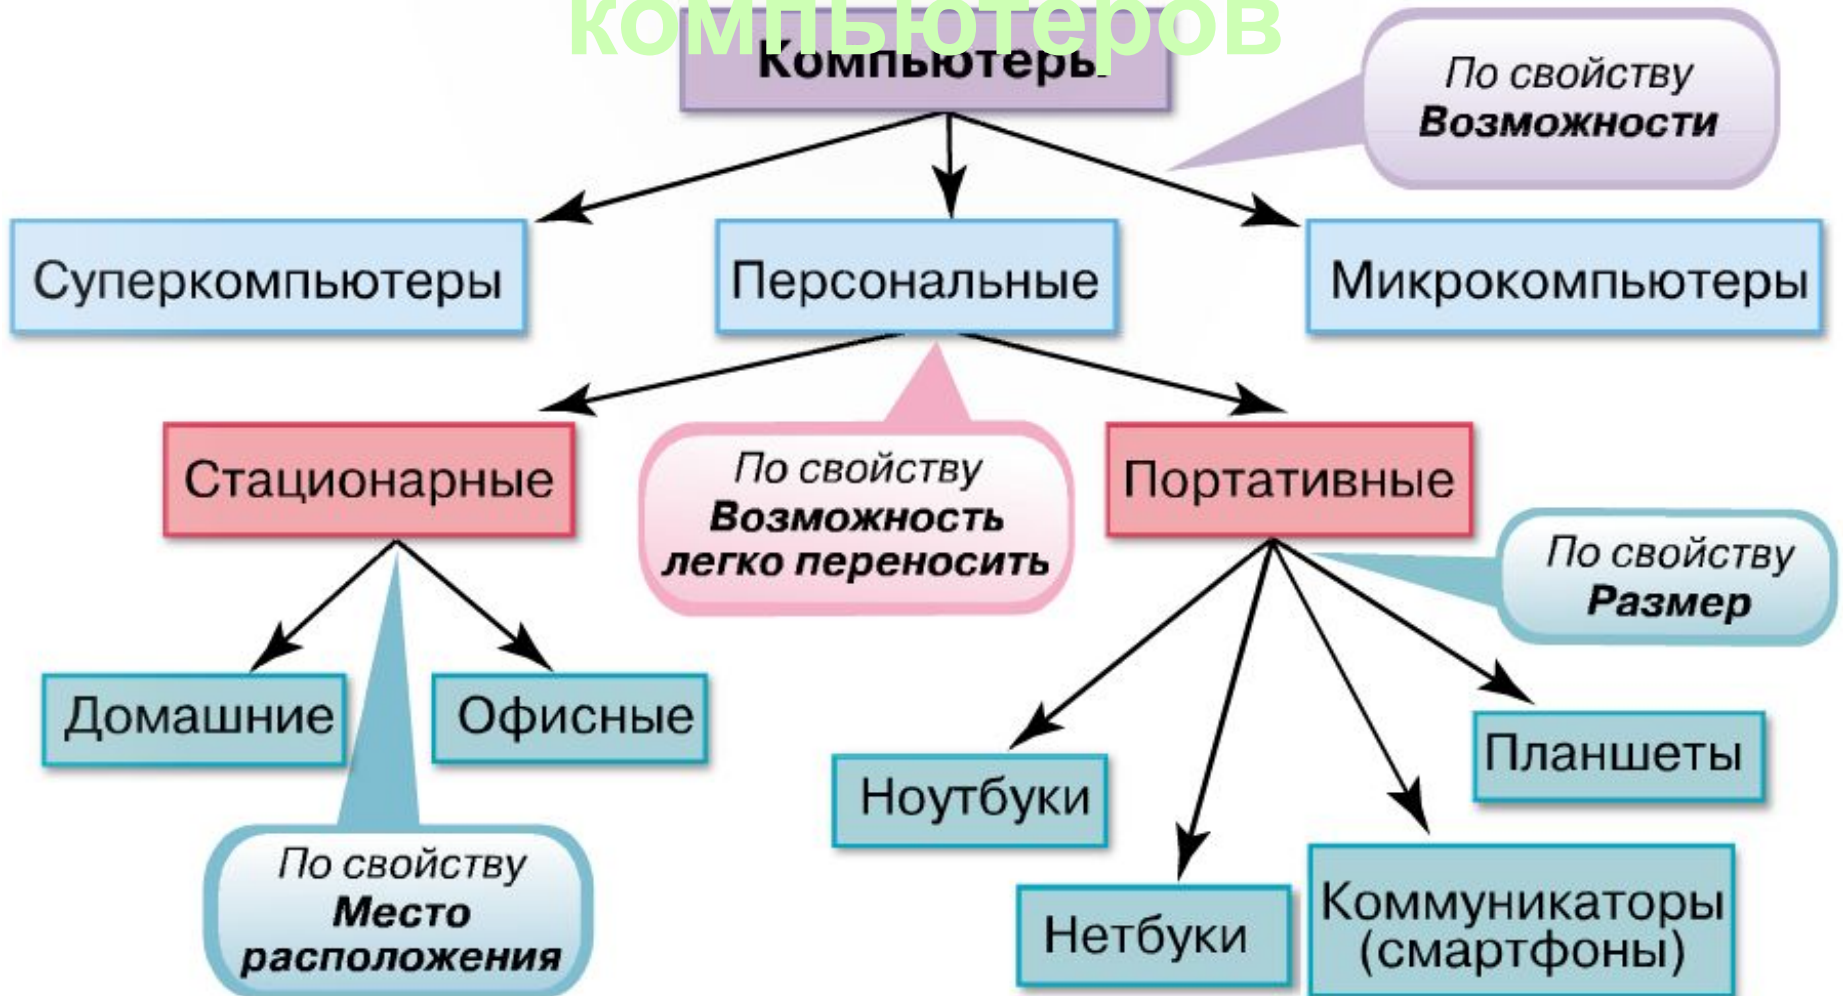 компьютеров
Компьютеры
По свойству
Возможности
Суперкомпьютеры
Персональные
Микрокомпьютеры
Стационарные
По свойству
Возможность
легко переносить
Портативные
По свойству
Размер
Домашние
Офисные
Ноутбуки
Планшеты
По свойству
Место
расположения
Нетбуки
Коммуникаторы
(смартфоны)